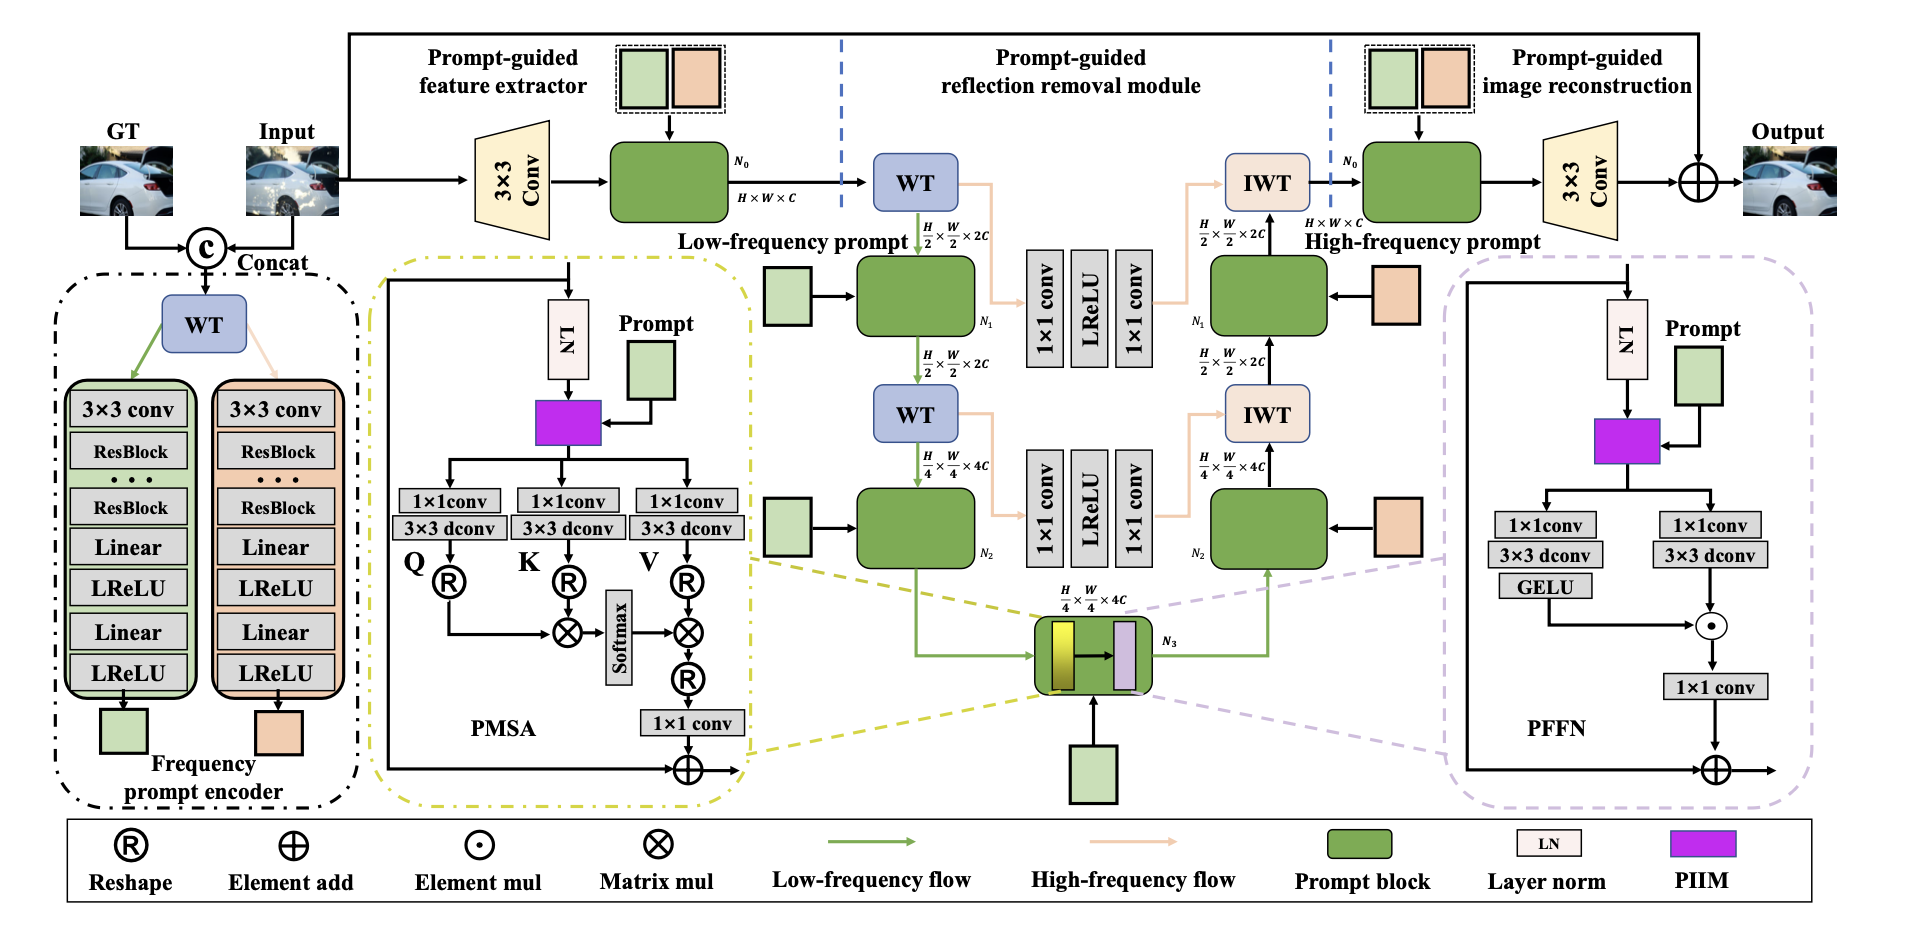 Prompt-guided
feature extractor
Prompt-guided
reflection removal module
Prompt-guided
image reconstruction
GT
Input
Output
3×3
Conv
N₀
H × W × C
WT
IWT
N₀
H × W × C
3×3
Conv
C
Concat
Low-frequency prompt
H/2 × W/2 × 2C
H/2 × W/2 × 2C
High-frequency prompt
WT
3×3 conv
ResBlock
• • •
ResBlock
Linear
LReLU
Linear
LReLU
3×3 conv
ResBlock
• • •
ResBlock
Linear
LReLU
Linear
LReLU
Frequency
prompt encoder
LN
Prompt
1×1conv
3×3 dconv
1×1conv
3×3 dconv
1×1conv
3×3 dconv
Q
K
V
R
R
R
Softmax
R
1×1 conv
PMSA
N₁
1×1 conv
LReLU
1×1 conv
N₁
H/2 × W/2 × 2C
H/2 × W/2 × 2C
WT
IWT
H/4 × W/4 × 4C
H/4 × W/4 × 4C
N₂
1×1 conv
LReLU
1×1 conv
N₂
H/4 × W/4 × 4C
N₃
LN
Prompt
1×1conv
3×3 dconv
GELU
1×1conv
3×3 dconv
1×1 conv
PFFN
R
Reshape
Element add
Element mul
Matrix mul
Low-frequency flow
High-frequency flow
Prompt block
LN
Layer norm
PIIM